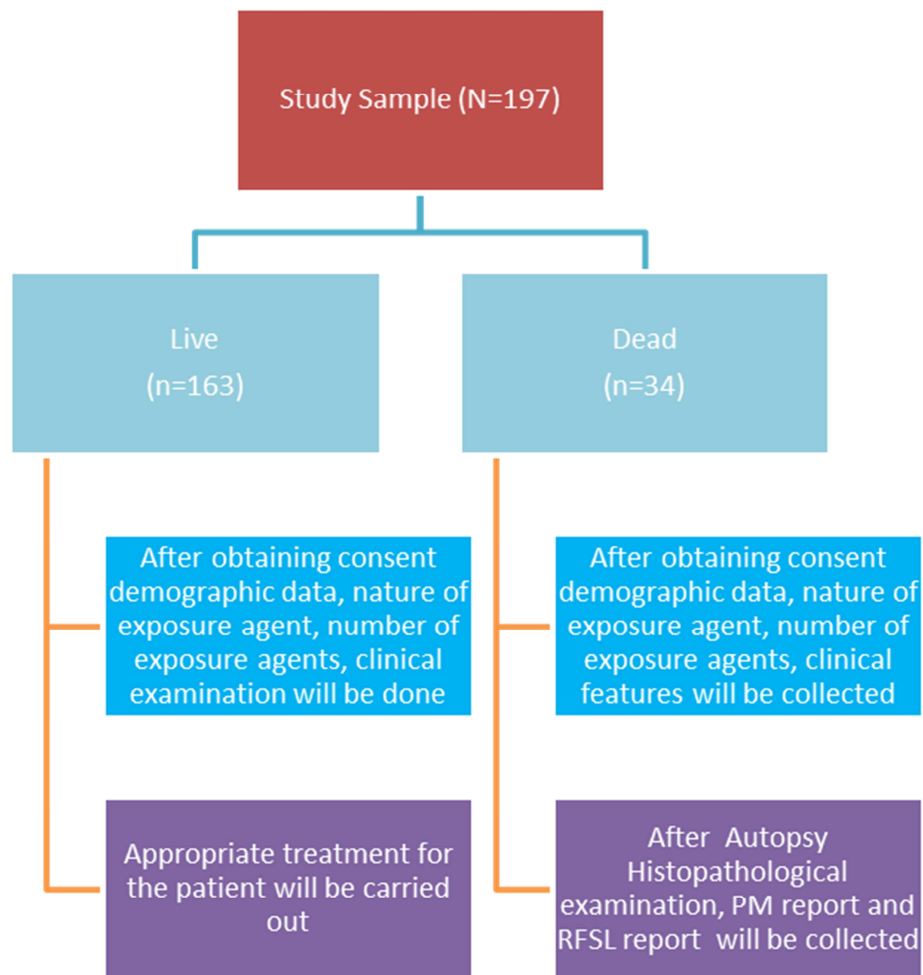 Study Sample (N=197)
Live
(n=163)
Dead
(n=34)
After obtaining consent
demographic data, nature of
exposure agent, number of
exposure agents, clinical
examination will be done
After obtaining consent
demographic data, nature of
exposure agent, number of
exposure agents, clinical
features will be collected
Appropriate treatment for
the patient will be carried
out
After Autopsy
Histopathological
examination, PM report and
RFSL report will be collected